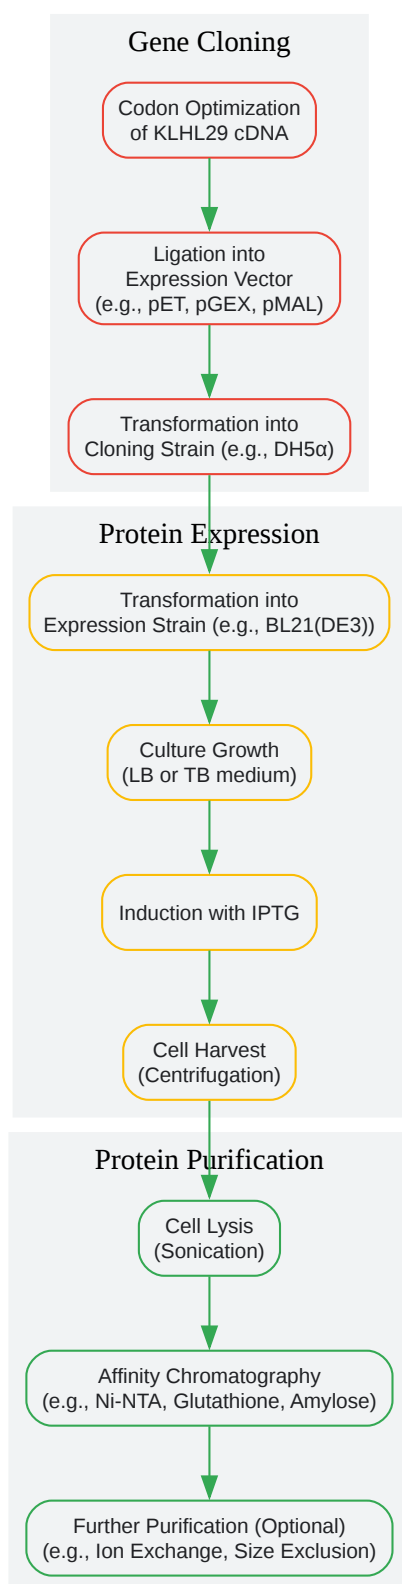 Gene Cloning
Codon Optimization
of KLHL29 cDNA
Ligation into
Expression Vector
(e.g., pET, pGEX, pMAL)
Transformation into
Cloning Strain (e.g., DH5α)
Protein Expression
Transformation into
Expression Strain (e.g., BL21(DE3))
Culture Growth
(LB or TB medium)
Induction with IPTG
Cell Harvest
(Centrifugation)
Protein Purification
Cell Lysis
(Sonication)
Affinity Chromatography
(e.g., Ni-NTA, Glutathione, Amylose)
Further Purification (Optional)
(e.g., Ion Exchange, Size Exclusion)